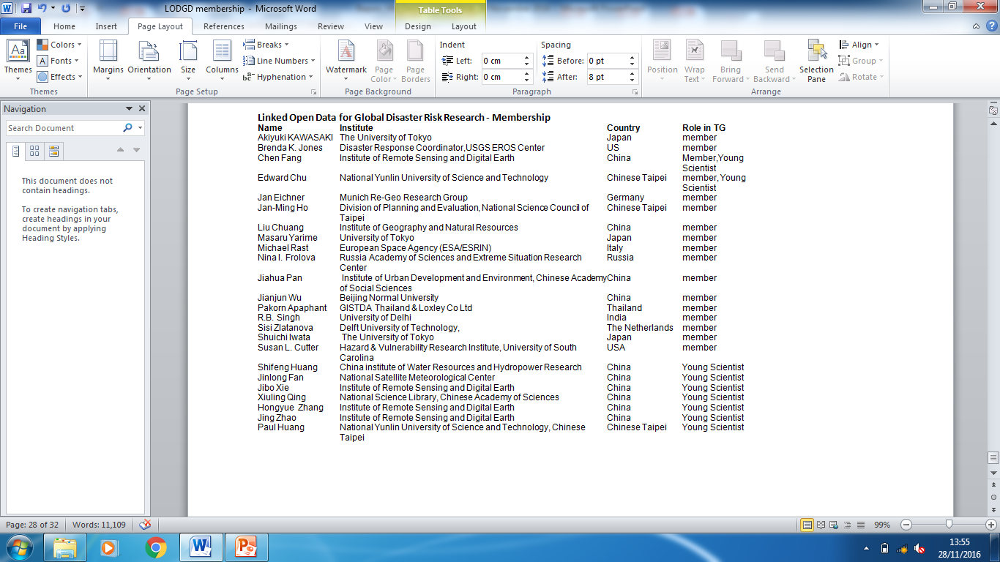 LODGD membership - Microsoft Word
Table Tools
File Home Insert Page Layout References Mailings Review View Design Layout
Themes
Colors
Fonts
Effects
Themes
Margins Orientation Size Columns
Breaks
Line Numbers
Hyphenation
Page Setup
Watermark Page Color Page Borders
Page Background
Indent
Left: 0 cm
Right: 0 cm
Spacing
Before: 0 pt
After: 8 pt
Paragraph
Position Wrap Text Bring Forward Send Backward Selection Pane
Align
Group
Rotate
Arrange
Navigation
Search Document
This document does not
contain headings.
To create navigation tabs,
create headings in your
document by applying
Heading Styles.
Linked Open Data for Global Disaster Risk Research - Membership
Name Institute Country Role in TG
Akiyuki KAWASAKI The University of Tokyo Japan member
Brenda K. Jones Disaster Response Coordinator,USGS EROS Center US member
Chen Fang Institute of Remote Sensing and Digital Earth China Member,Young
Scientist
Edward Chu National Yunlin University of Science and Technology Chinese Taipei member, Young
Scientist
Jan Eichner Munich Re-Geo Research Group Germany member
Jan-Ming Ho Division of Planning and Evaluation, National Science Council of Chinese Taipei member
Taipei
Liu Chuang Institute of Geography and Natural Resources China member
Masaru Yarime University of Tokyo Japan member
Michael Rast European Space Agency (ESA/ESRIN) Italy member
Nina I. Frolova Russia Academy of Sciences and Extreme Situation Research Russia member
Center
Jiahua Pan Institute of Urban Development and Environment, Chinese Academy China member
of Social Sciences
Jianjun Wu Beijing Normal University China member
Pakorn Apaphant GISTDA Thailand & Loxley Co Ltd Thailand member
R.B. Singh University of Delhi India member
Sisi Zlatanova Delft University of Technology, The Netherlands member
Shuichi Iwata The University of Tokyo Japan member
Susan L. Cutter Hazard & Vulnerability Research Institute, University of South USA member
Carolina
Shifeng Huang China institute of Water Resources and Hydropower Research China Young Scientist
Jinlong Fan National Satellite Meteorological Center China Young Scientist
Jibo Xie Institute of Remote Sensing and Digital Earth China Young Scientist
Xiuling Qing National Science Library, Chinese Academy of Sciences China Young Scientist
Hongyue Zhang Institute of Remote Sensing and Digital Earth China Young Scientist
Jing Zhao Institute of Remote Sensing and Digital Earth China Young Scientist
Paul Huang National Yunlin University of Science and Technology, Chinese Chinese Taipei Young Scientist
Taipei
Page: 28 of 32 Words: 11,109 99%
13:55
28/11/2016